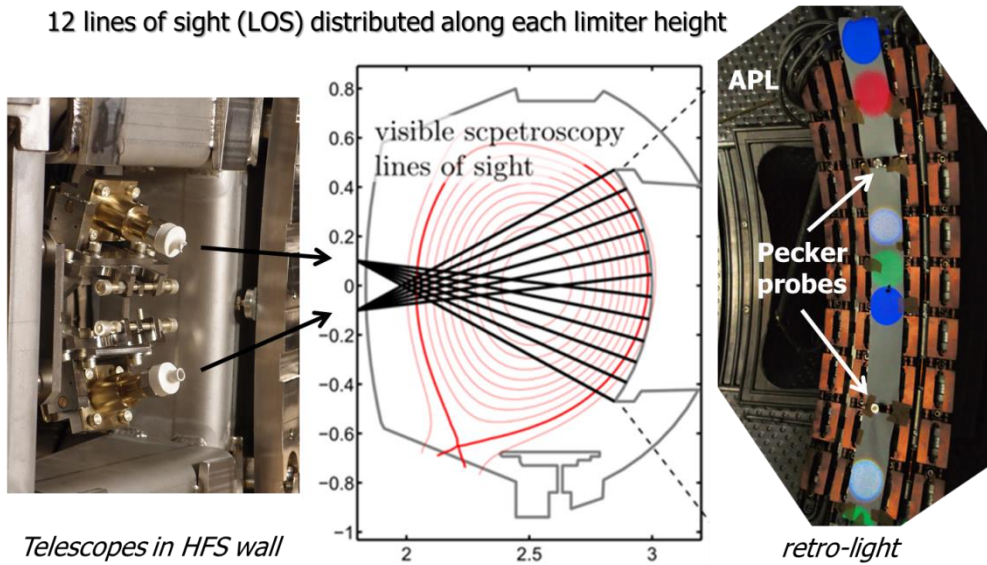 12 lines of sight (LOS) distributed along each limiter height
visible scpetroscopy
lines of sight
0.8
0.6
0.4
0.2
0
−0.2
−0.4
−0.6
−0.8
−1
2
2.5
3
APL
Pecker
probes
Telescopes in HFS wall
retro-light